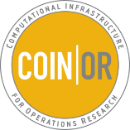 COMPUTATIONAL INFRASTRUCTURE
COIN|OR
FOR OPERATIONS RESEARCH